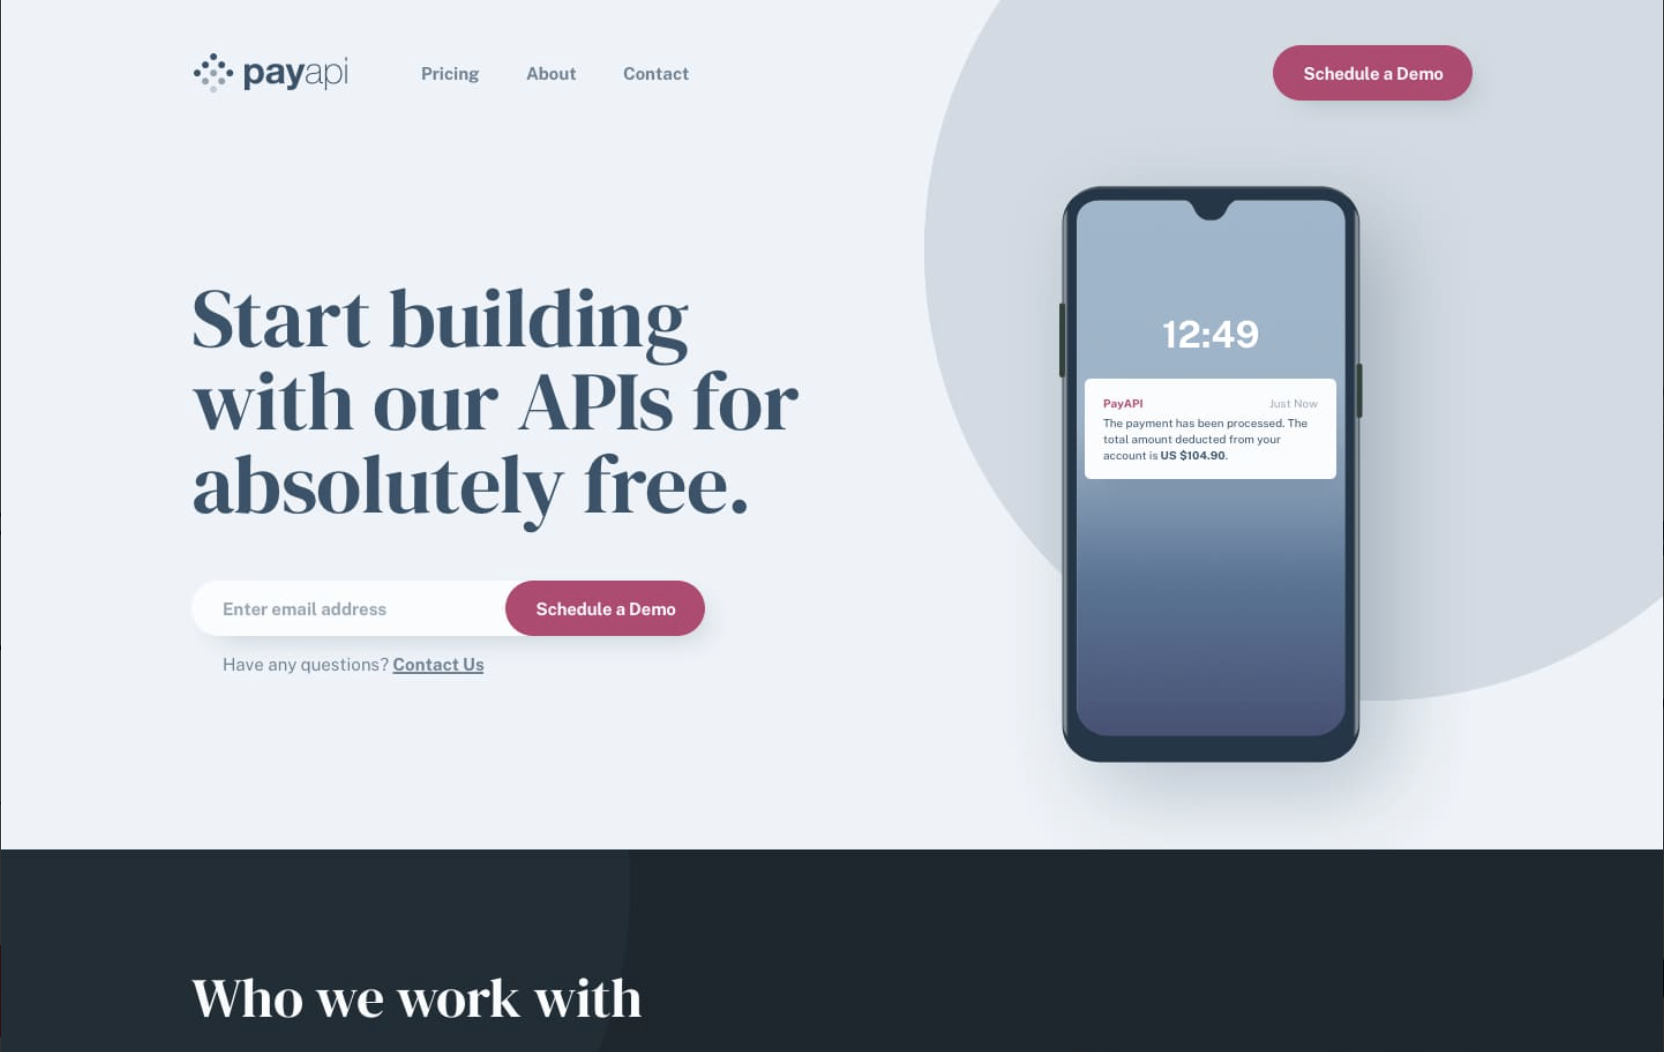 payapi
Pricing
About
Contact
Schedule a Demo
Start building
with our APIs for
absolutely free.
Enter email address
Schedule a Demo
Have any questions? Contact Us
12:49
PayAPI
Just Now
The payment has been processed. The
total amount deducted from your
account is US $104.90.
Who we work with